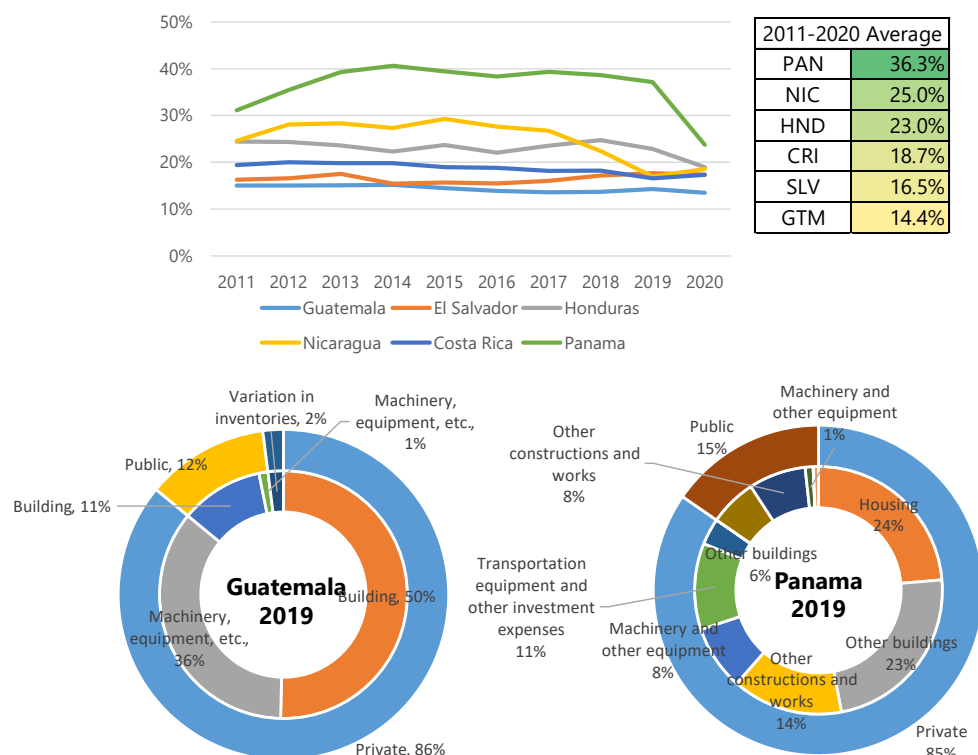 50%
40%
30%
20%
10%
0%
2011 2012 2013 2014 2015 2016 2017 2018 2019 2020
Guatemala El Salvador Honduras
Nicaragua Costa Rica Panama
2011-2020 Average
PAN 36.3%
NIC 25.0%
HND 23.0%
CRI 18.7%
SLV 16.5%
GTM 14.4%
Variation in
inventories, 2%
Machinery,
equipment, etc.,
1%
Public, 12%
Building, 11%
Guatemala
2019
Building, 50%
Machinery,
equipment, etc.,
36%
Private, 86%
Machinery and
other equipment
1%
Public
15%
Other
constructions and
works
8%
Housing
24%
Other buildings
6%
Panama
2019
Transportation
equipment and
other investment
expenses
11%
Machinery and
other equipment
8%
Other buildings
23%
Other
constructions and
works
14%
Private
85%